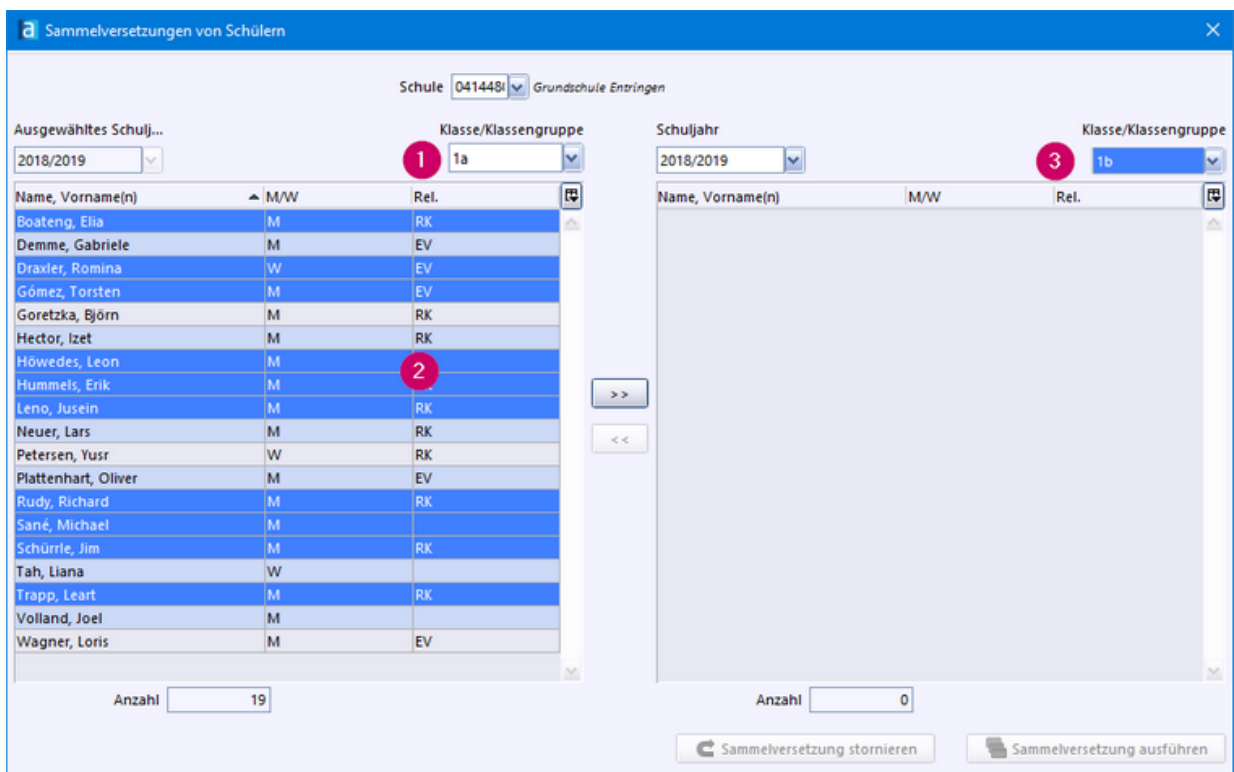 a Sammelversetzungen von Schülern
Schule 041448 Grundschule Entringen
Ausgewähltes Schulj... Klasse/Klassengruppe Schuljahr Klasse/Klassengruppe
2018/2019 1 1a 2018/2019 3 1b
Name, Vorname(n) M/W Rel. Name, Vorname(n) M/W Rel.
Boateng, Elia M RK
Demme, Gabriele M EV
Draxler, Romina W EV
Gómez, Torsten M EV
Goretzka, Björn M RK
Hector, Izet M RK
Höwedes, Leon M
2
Hummels, Erik M
>>
Leno, Jusein M RK
Neuer, Lars M RK
<<
Petersen, Yusr W RK
Plattenhart, Oliver M EV
Rudy, Richard M RK
Sané, Michael M
Schürrle, Jim M RK
Tah, Liana W
Trapp, Leart M RK
Volland, Joel M
Wagner, Loris M EV
Anzahl 19 Anzahl 0
Sammelversetzung stornieren Sammelversetzung ausführen